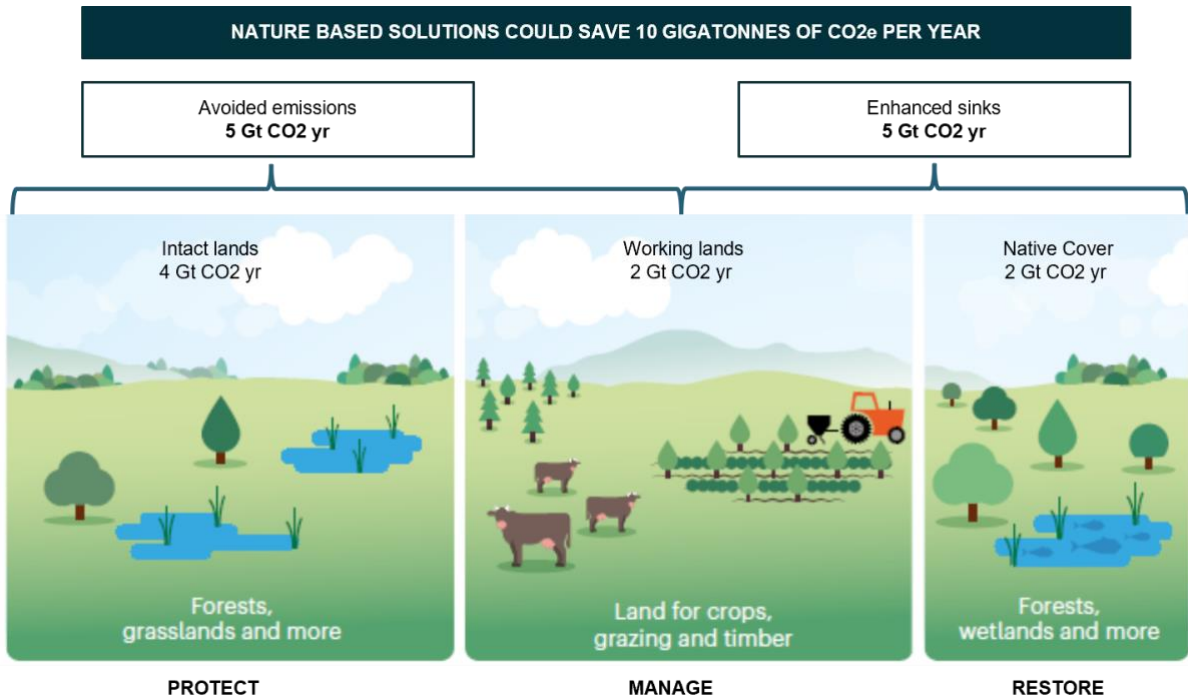 NATURE BASED SOLUTIONS COULD SAVE 10 GIGATONNES OF CO2e PER YEAR
Avoided emissions
5 Gt CO2 yr
Enhanced sinks
5 Gt CO2 yr
Intact lands
4 Gt CO2 yr
Working lands
2 Gt CO2 yr
Native Cover
2 Gt CO2 yr
Forests,
grasslands and more
Land for crops,
grazing and timber
Forests,
wetlands and more
PROTECT
MANAGE
RESTORE